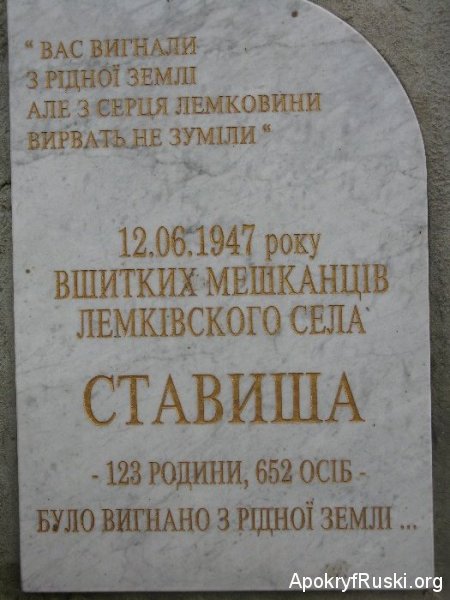 “ ВАС ВИГНАЛИ
З РІДНОЇ ЗЕМЛІ
АЛЕ З СЕРЦЯ ЛЕМКОВИНИ
ВИРВАТЬ НЕ ЗУМІЛИ “
12.06.1947 року
ВШИТКИХ МЕШКАНЦІВ
ЛЕМКІВСКОГО СЕЛА
СТАВИША
- 123 РОДИНИ, 652 ОСІБ -
БУЛО ВИГНАНО З РІДНОЇ ЗЕМЛІ ...
ApokryfRuski.org